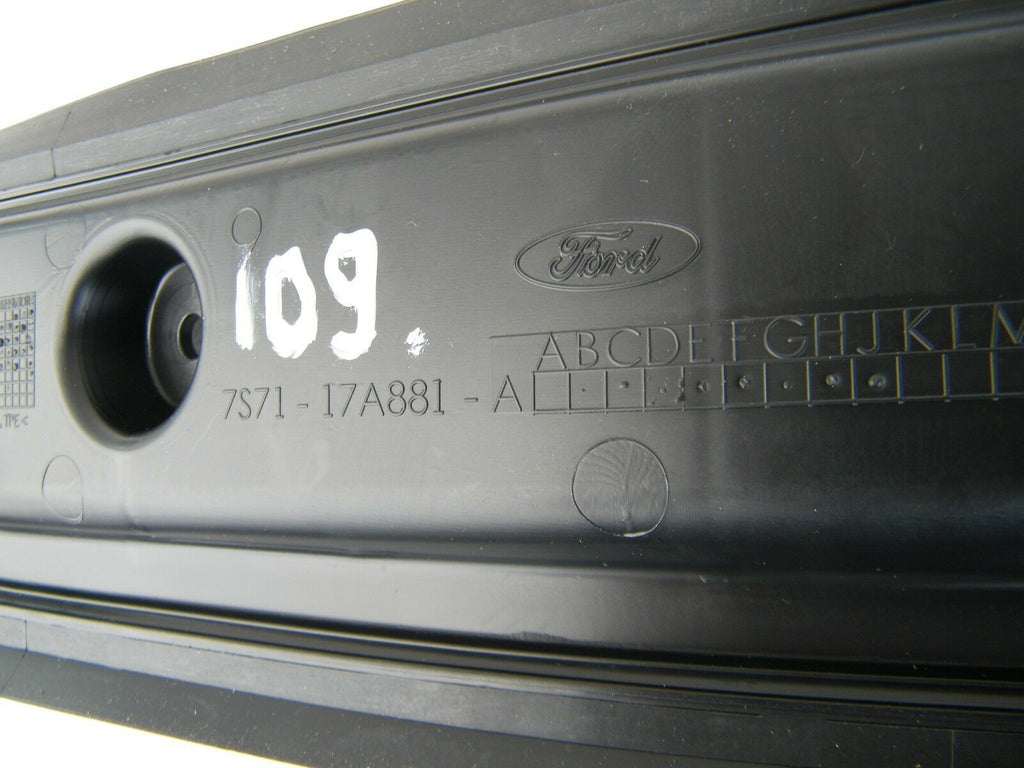 109.
Ford
ABCDEFGHJKLM
7S71 - 17A881 - A
TPE<